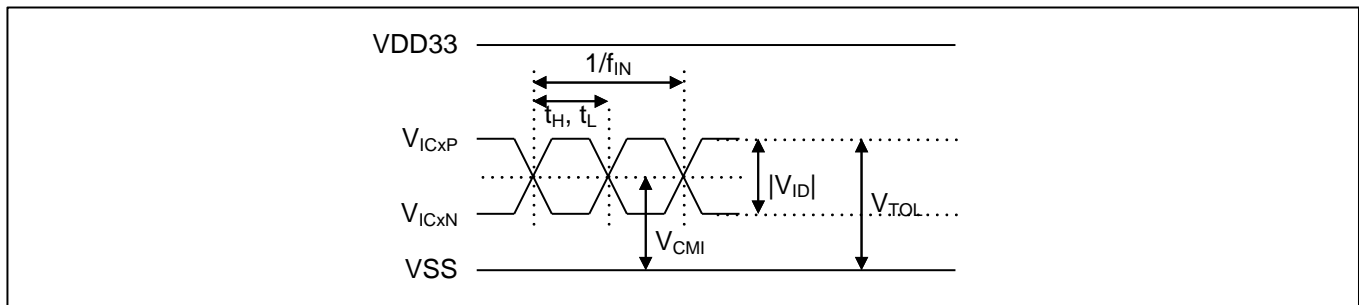 VDD33
1/fIN
tH, tL
VICxP
|VID|
VTOL
VICxN
VCMI
VSS